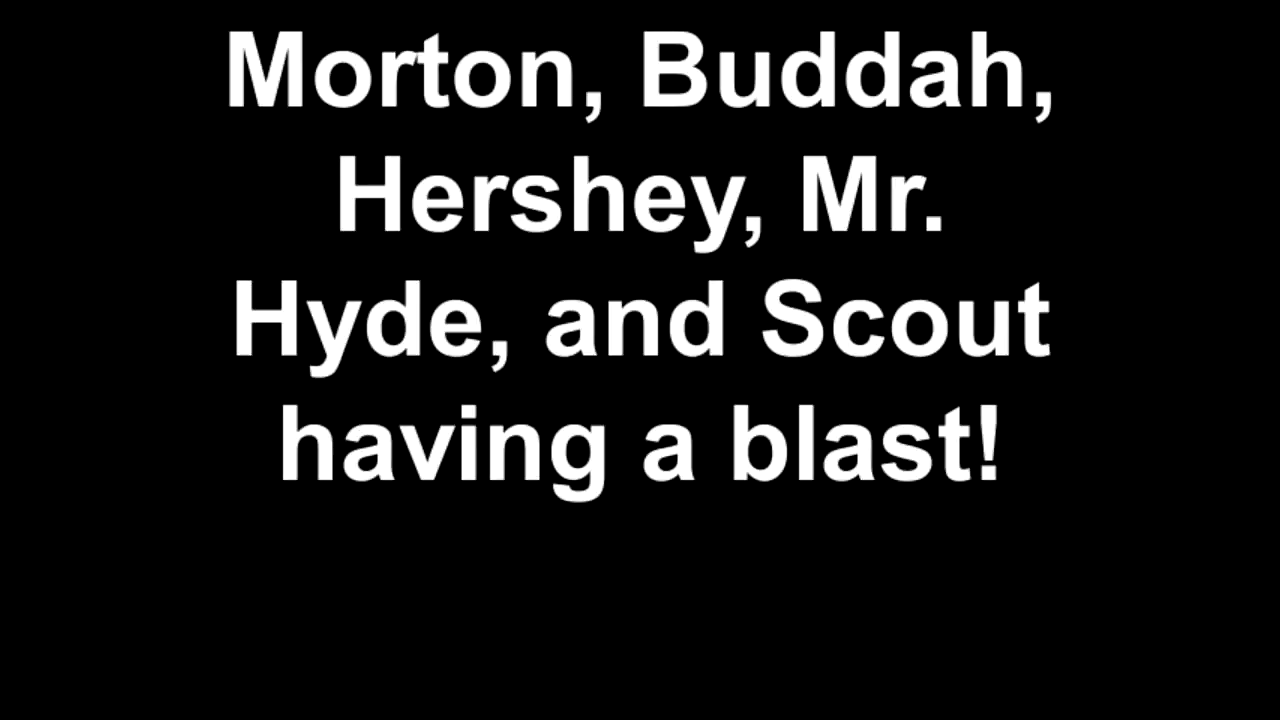 Morton, Buddah,
Hershey, Mr.
Hyde, and Scout
having a blast!